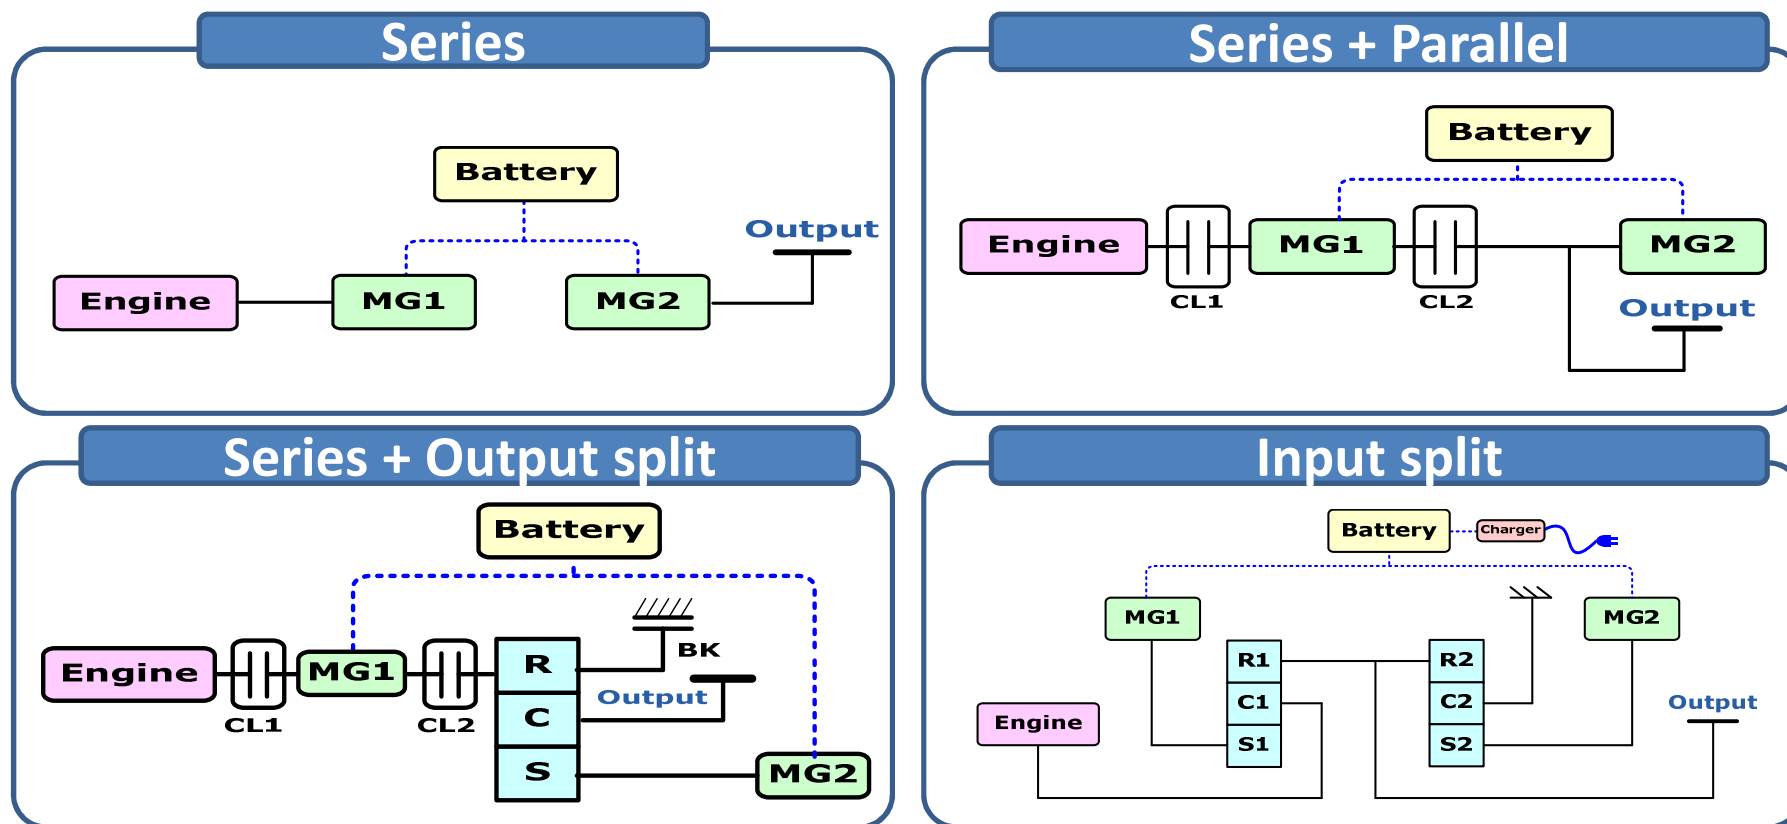 Series
Battery
Output
Engine
MG1
MG2
Series + Parallel
Battery
Engine
MG1
MG2
CL1
CL2
Output
Series + Output split
Battery
BK
R
Engine
MG1
Output
C
CL1
CL2
S
MG2
Input split
Battery
Charger
MG1
MG2
R1
R2
C1
C2
Output
Engine
S1
S2